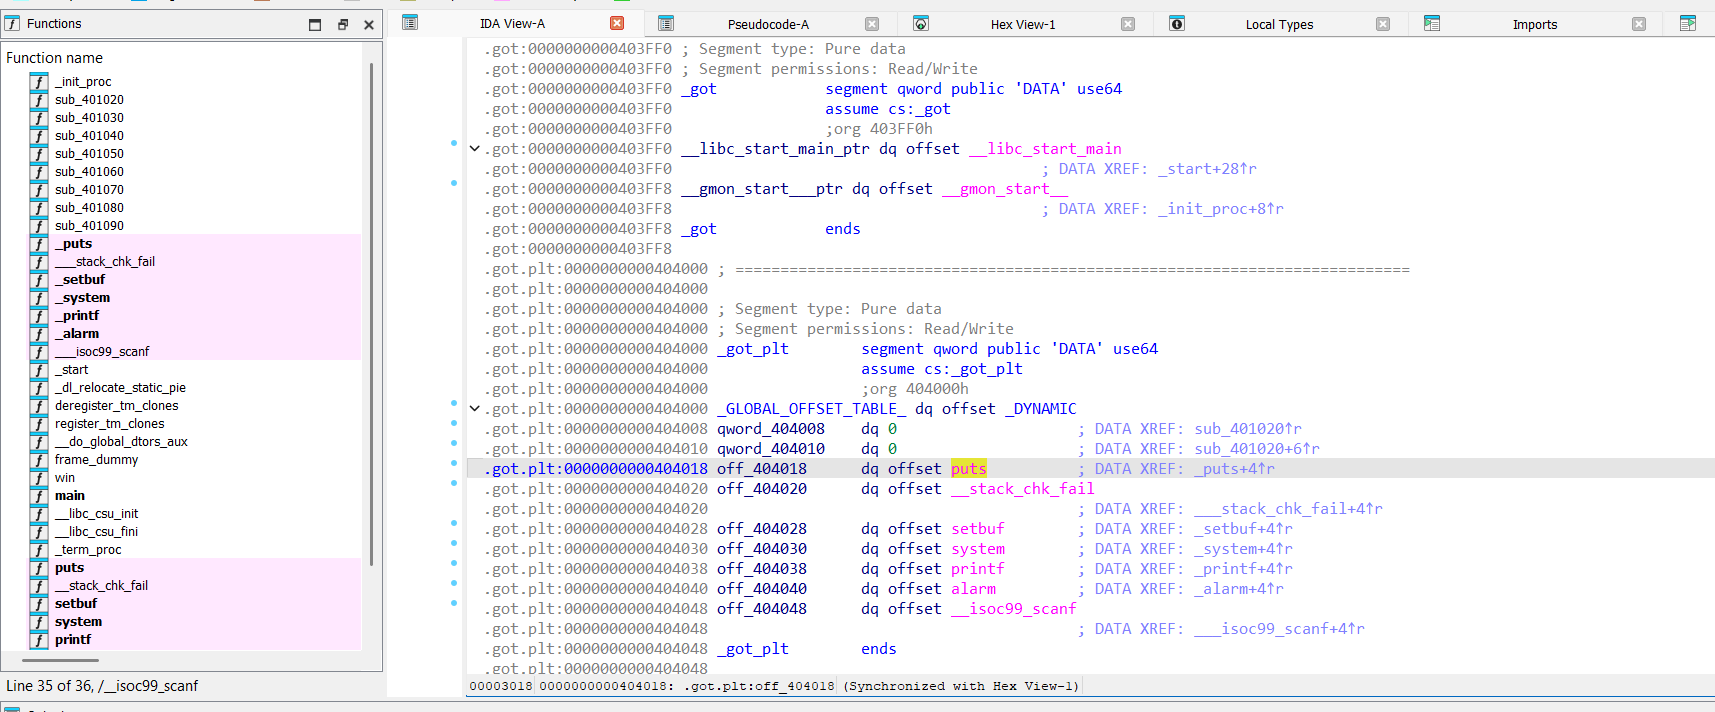 Functions
Function name
_init_proc
sub_401020
sub_401030
sub_401040
sub_401050
sub_401060
sub_401070
sub_401080
sub_401090
_puts
___stack_chk_fail
_setbuf
_system
_printf
_alarm
___isoc99_scanf
_start
_dl_relocate_static_pie
deregister_tm_clones
register_tm_clones
__do_global_dtors_aux
frame_dummy
win
main
__libc_csu_init
__libc_csu_fini
_term_proc
puts
__stack_chk_fail
setbuf
system
printf
Line 35 of 36, /__isoc99_scanf
IDA View-A Pseudocode-A Hex View-1 Local Types Imports
.got:0000000000403FF0 ; Segment type: Pure data
.got:0000000000403FF0 ; Segment permissions: Read/Write
.got:0000000000403FF0 _got segment qword public 'DATA' use64
.got:0000000000403FF0 assume cs:_got
.got:0000000000403FF0 ;org 403FF0h
.got:0000000000403FF0 __libc_start_main_ptr dq offset __libc_start_main
.got:0000000000403FF0 ; DATA XREF: _start+28↑r
.got:0000000000403FF8 __gmon_start___ptr dq offset __gmon_start__
.got:0000000000403FF8 ; DATA XREF: _init_proc+8↑r
.got:0000000000403FF8 _got ends
.got:0000000000403FF8
.got.plt:0000000000404000 ; ===========================================================================
.got.plt:0000000000404000
.got.plt:0000000000404000 ; Segment type: Pure data
.got.plt:0000000000404000 ; Segment permissions: Read/Write
.got.plt:0000000000404000 _got_plt segment qword public 'DATA' use64
.got.plt:0000000000404000 assume cs:_got_plt
.got.plt:0000000000404000 ;org 404000h
.got.plt:0000000000404000 _GLOBAL_OFFSET_TABLE_ dq offset _DYNAMIC
.got.plt:0000000000404008 qword_404008 dq 0 ; DATA XREF: sub_401020↑r
.got.plt:0000000000404010 qword_404010 dq 0 ; DATA XREF: sub_401020+6↑r
.got.plt:0000000000404018 off_404018 dq offset puts ; DATA XREF: _puts+4↑r
.got.plt:0000000000404020 off_404020 dq offset __stack_chk_fail
.got.plt:0000000000404020 ; DATA XREF: ___stack_chk_fail+4↑r
.got.plt:0000000000404028 off_404028 dq offset setbuf ; DATA XREF: _setbuf+4↑r
.got.plt:0000000000404030 off_404030 dq offset system ; DATA XREF: _system+4↑r
.got.plt:0000000000404038 off_404038 dq offset printf ; DATA XREF: _printf+4↑r
.got.plt:0000000000404040 off_404040 dq offset alarm ; DATA XREF: _alarm+4↑r
.got.plt:0000000000404048 off_404048 dq offset __isoc99_scanf
.got.plt:0000000000404048 ; DATA XREF: ___isoc99_scanf+4↑r
.got.plt:0000000000404048 _got_plt ends
.got.plt:0000000000404048
00003018 0000000000404018: .got.plt:off_404018 (Synchronized with Hex View-1)